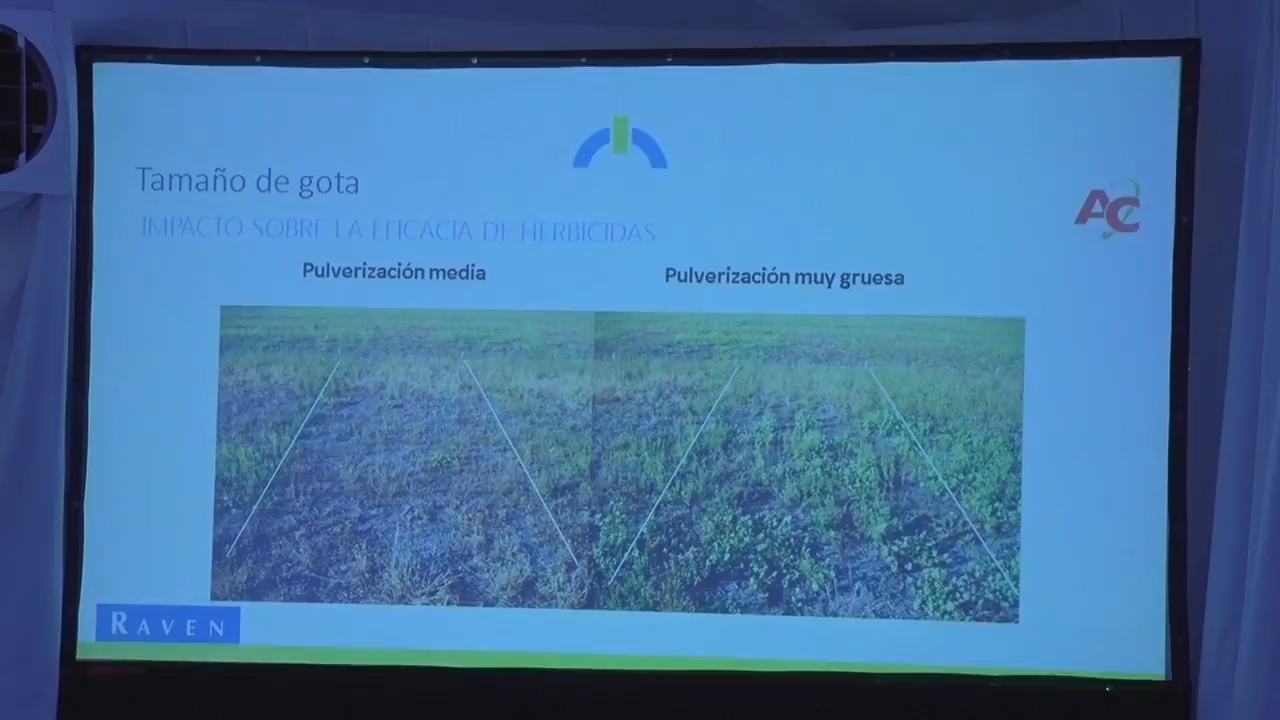 Tamaño de gota
IMPACTO SOBRE LA EFICACIA DE HERBICIDAS
Pulverización media
Pulverización muy gruesa
AC
RAVEN